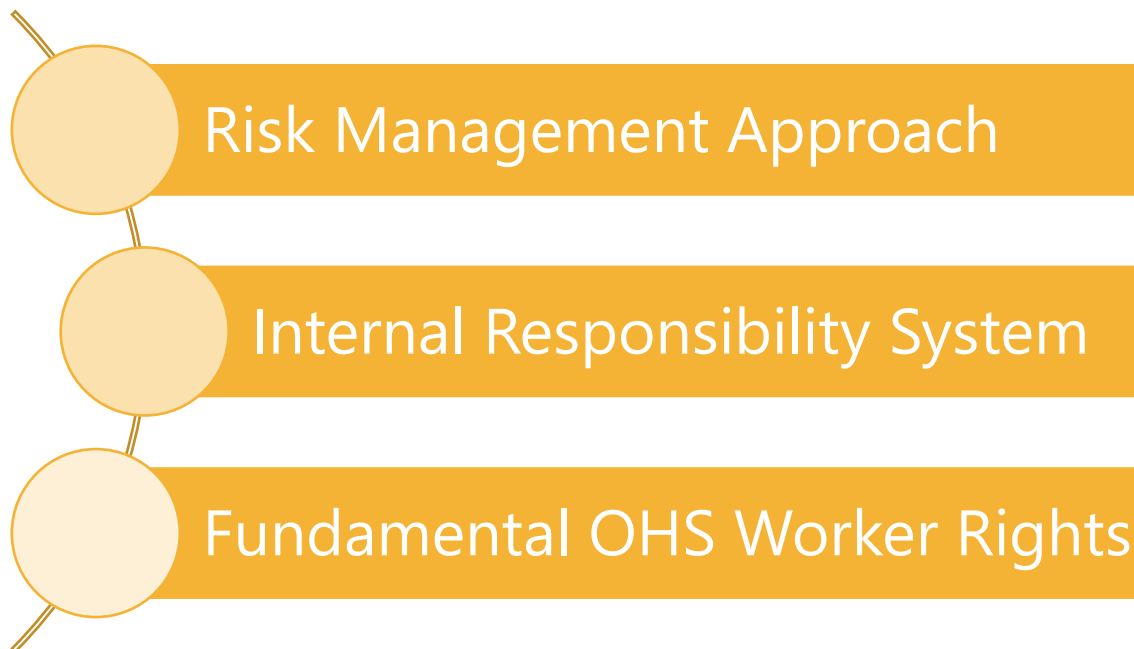 Risk Management Approach
Internal Responsibility System
Fundamental OHS Worker Rights